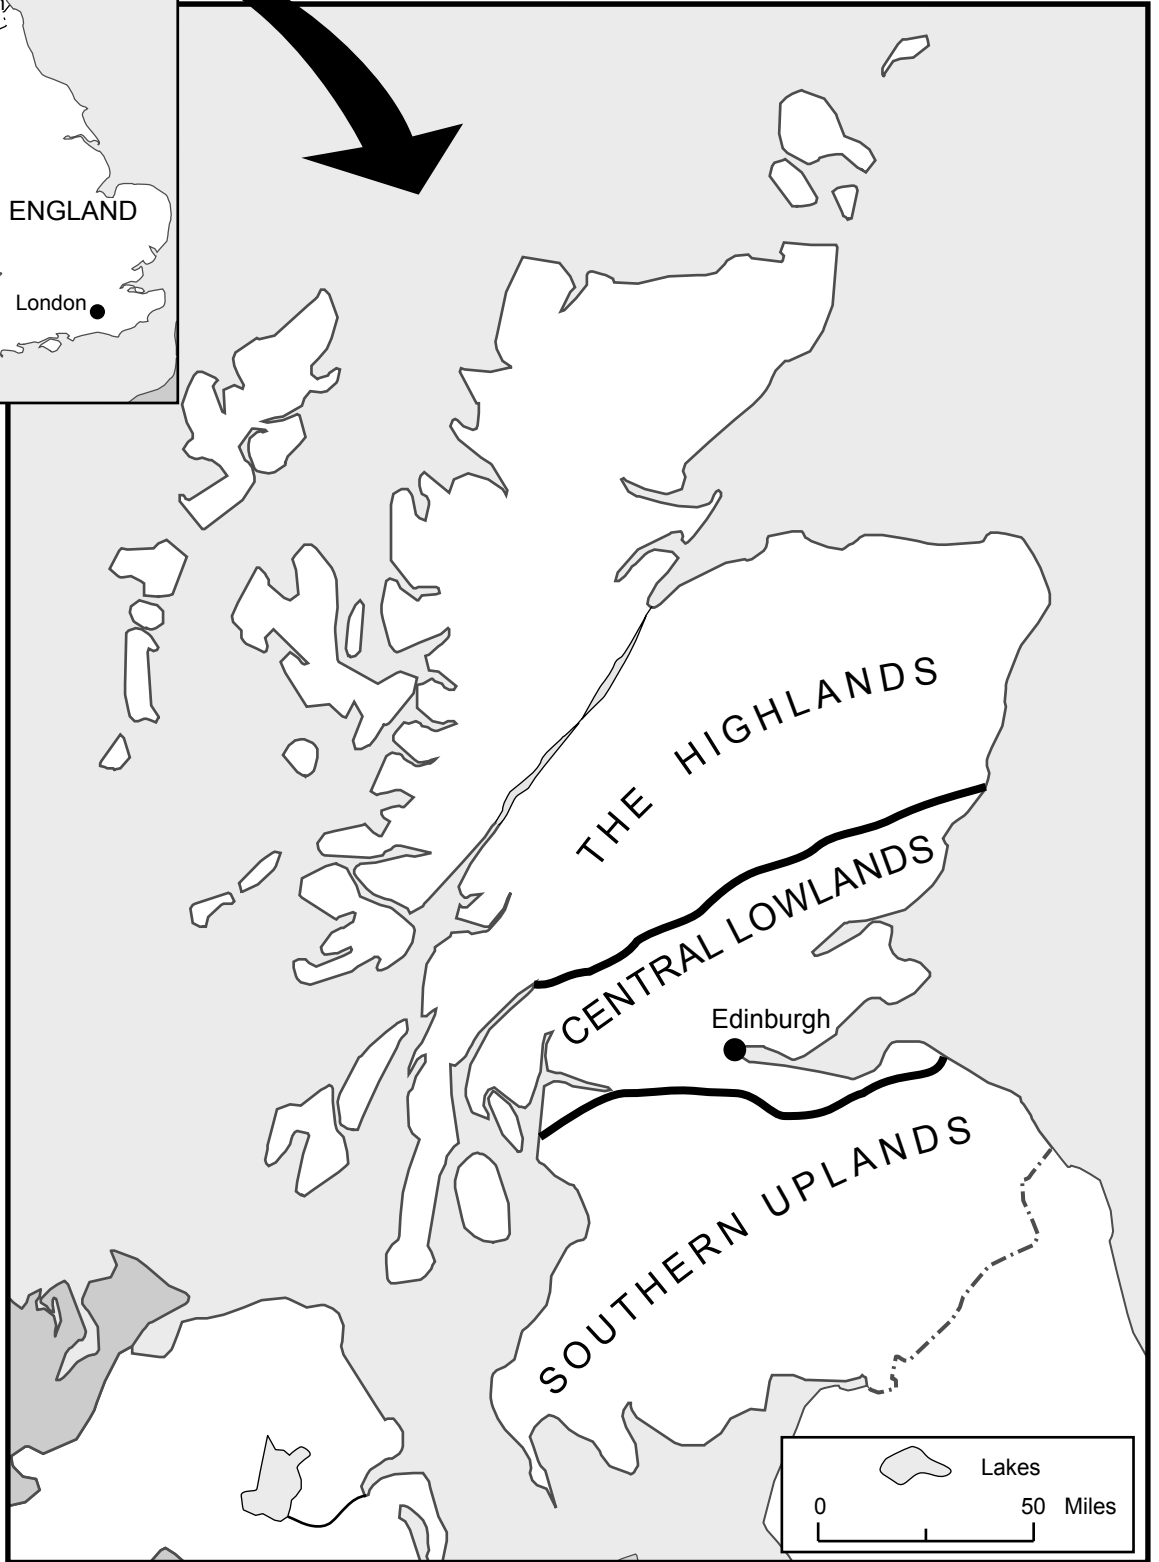 ENGLAND
London
THE HIGHLANDS
CENTRAL LOWLANDS
Edinburgh
SOUTHERN UPLANDS
Lakes
0 50 Miles